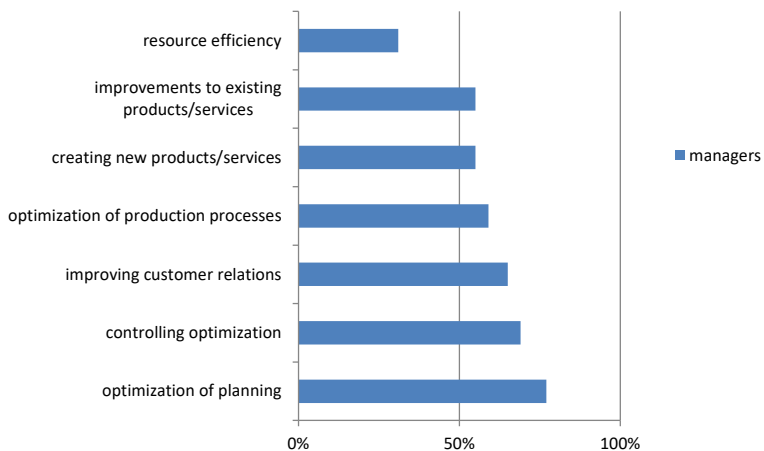 resource efficiency
improvements to existing
products/services
creating new products/services
managers
optimization of production processes
improving customer relations
controlling optimization
optimization of planning
0%
50%
100%